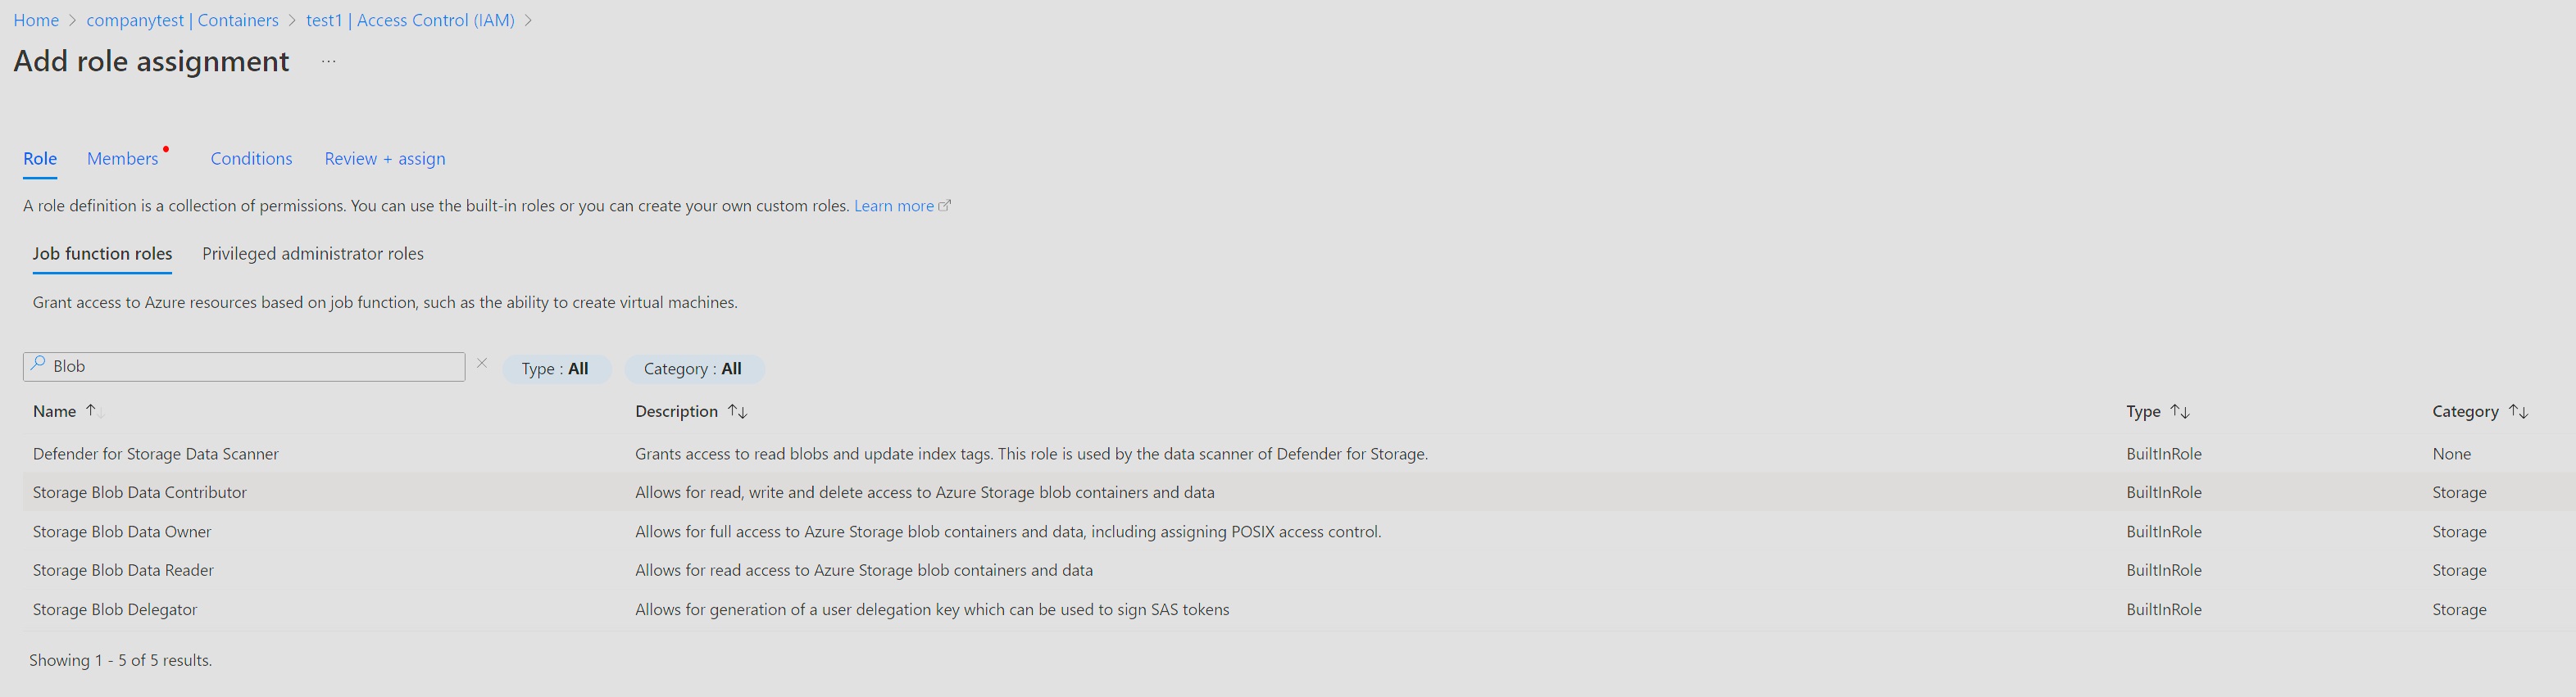 Home > companytest | Containers > test1 | Access Control (IAM) >
Add role assignment ...
Role Members Conditions Review + assign
A role definition is a collection of permissions. You can use the built-in roles or you can create your own custom roles. Learn more
Job function roles Privileged administrator roles
Grant access to Azure resources based on job function, such as the ability to create virtual machines.
Blob Type : All Category : All
Name ↑↓ Description ↑↓ Type ↑↓ Category ↑↓
Defender for Storage Data Scanner Grants access to read blobs and update index tags. This role is used by the data scanner of Defender for Storage. BuiltInRole None
Storage Blob Data Contributor Allows for read, write and delete access to Azure Storage blob containers and data BuiltInRole Storage
Storage Blob Data Owner Allows for full access to Azure Storage blob containers and data, including assigning POSIX access control. BuiltInRole Storage
Storage Blob Data Reader Allows for read access to Azure Storage blob containers and data BuiltInRole Storage
Storage Blob Delegator Allows for generation of a user delegation key which can be used to sign SAS tokens BuiltInRole Storage
Showing 1 - 5 of 5 results.